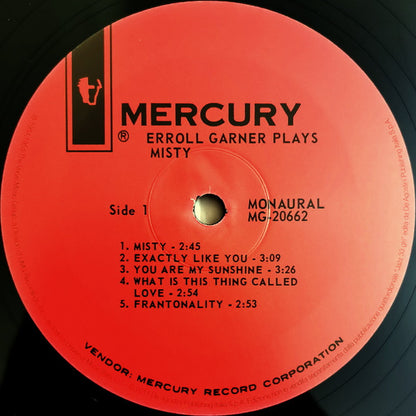 MERCURY
®
ERROLL GARNER PLAYS
MISTY
Side 1
MONAURAL
MG-20662
1. MISTY - 2:45
2. EXACTLY LIKE YOU - 3:09
3. YOU ARE MY SUNSHINE - 3:26
4. WHAT IS THIS THING CALLED
LOVE - 2:54
5. FRANTONALITY - 2:53
VENDOR: MERCURY RECORD CORPORATION